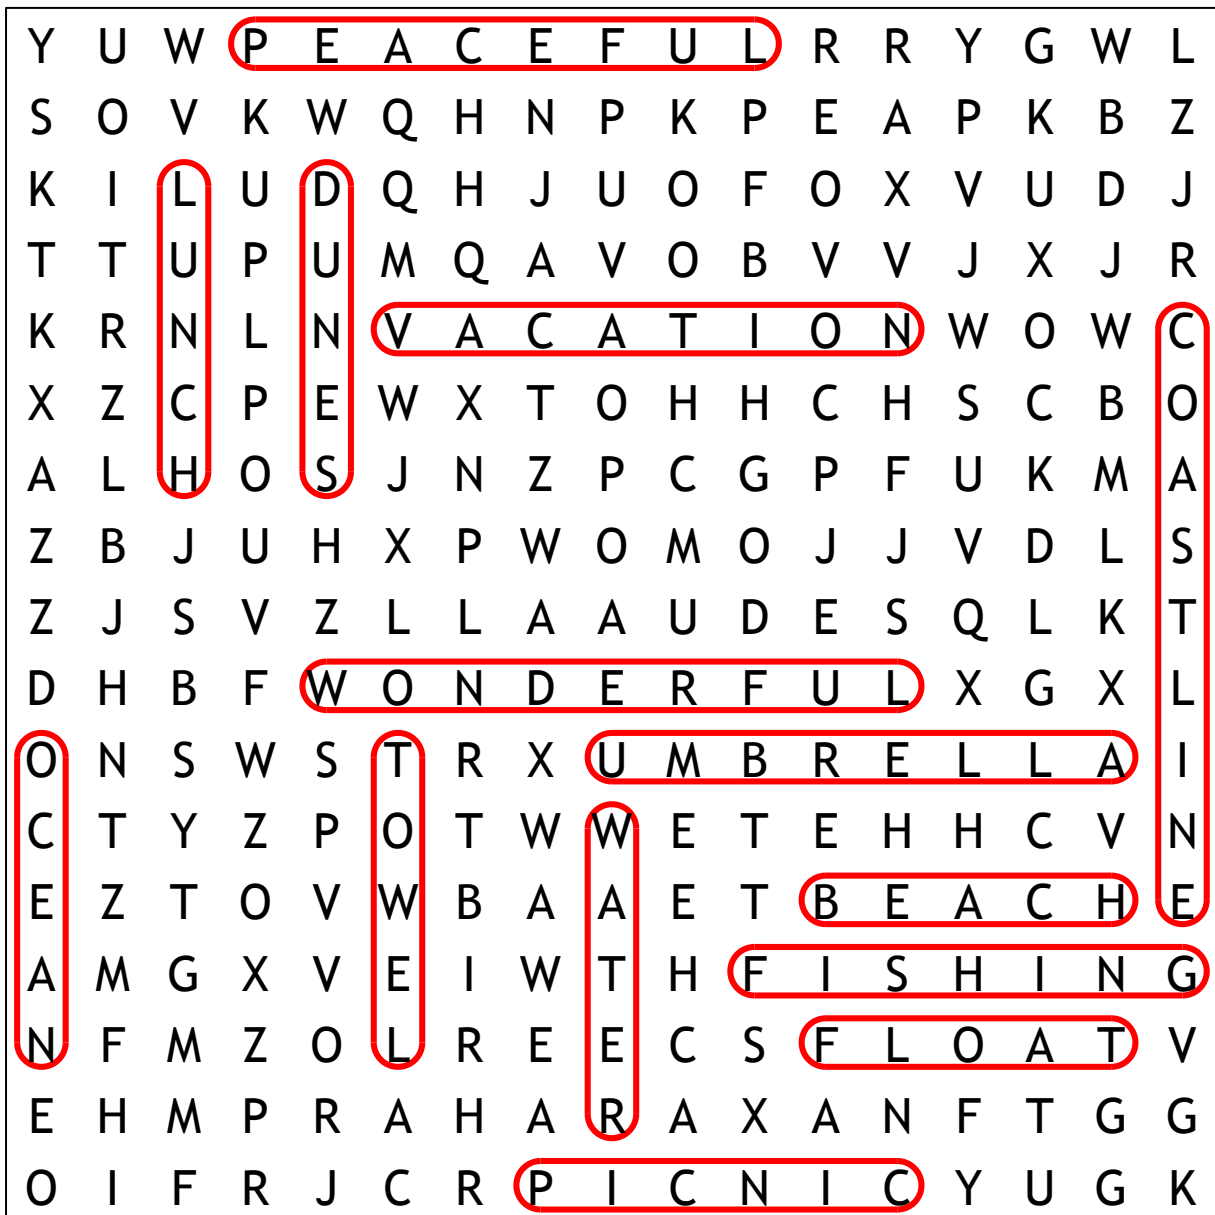 Y U W P E A C E F U L R R Y G W L
S O V K W Q H N P K P E A P K B Z
K I L U D Q H J U O F O X V U D J
T T U P U M Q A V O B V V J X J R
K R N L N V A C A T I O N W O W C
X Z C P E W X T O H H C H S C B O
A L H O S J N Z P C G P F U K M A
Z B J U H X P W O M O J J V D L S
Z J S V Z L L A A U D E S Q L K T
D H B F W O N D E R F U L X G X L
O N S W S T R X U M B R E L L A I
C T Y Z P O T W W E T E H H C V N
E Z T O V W B A A E T B E A C H E
A M G X V E I W T H F I S H I N G
N F M Z O L R E E C S F L O A T V
E H M P R A H A R A X A N F T G G
O I F R J C R P I C N I C Y U G K